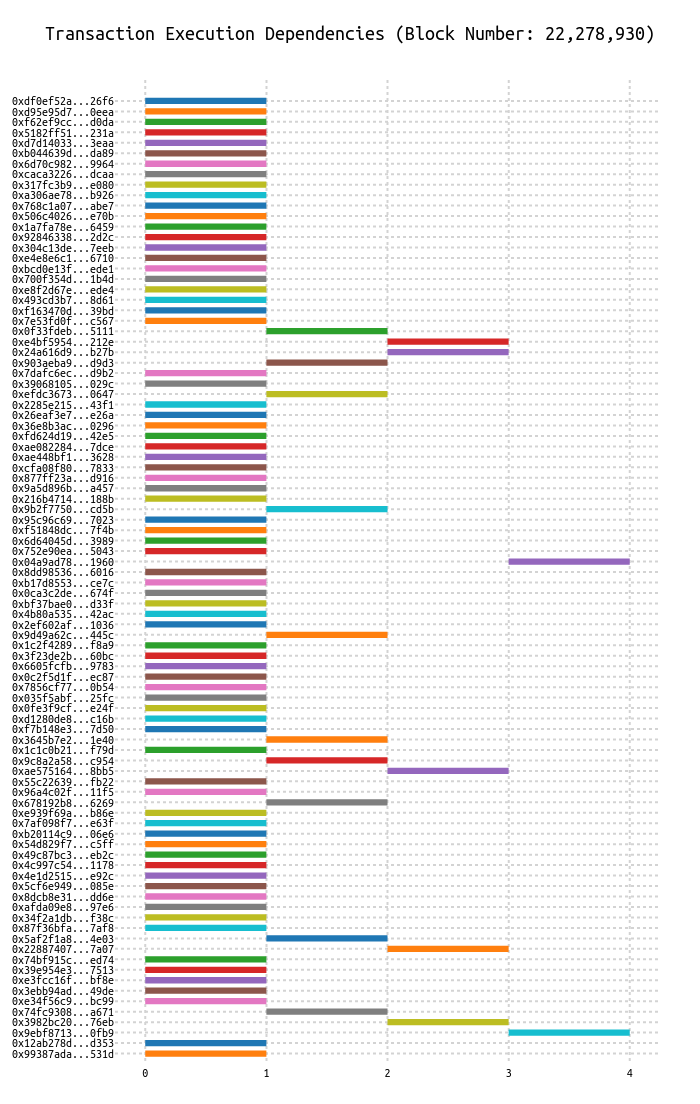 Transaction Execution Dependencies (Block Number: 22,278,930)
0xdf0ef52a...26f6
0xd95e95d7...0eea
0xf62ef9cc...d0da
0x5182ff51...231a
0xd7d14033...3eaa
0xb044639d...da89
0x6d70c982...9964
0xcaca3226...dcaa
0x317fc3b9...e080
0xa306ae78...b926
0x768c1a07...abe7
0x506c4026...e70b
0x1a7fa78e...6459
0x92846338...2d2c
0x304c13de...7eeb
0xe4e8e6c1...6710
0xbcd0e13f...ede1
0x700f354d...1b4d
0xe8f2d67e...ede4
0x493cd3b7...8d61
0xf163470d...39bd
0x7e53fd0f...c567
0x0f33fdeb...5111
0xe4bf5954...212e
0x24a616d9...b27b
0x903aeba9...d9d3
0x7dafc6ec...d9b2
0x39068105...029c
0xefdc3673...0647
0x2285e215...43f1
0x26eaf3e7...e26a
0x36e8b3ac...0296
0xfd624d19...42e5
0xae082284...7dce
0xae448bf1...3628
0xcfa08f80...7833
0x877ff23a...d916
0x9a5d896b...a457
0x216b4714...188b
0x9b2f7750...cd5b
0x95c96c69...7023
0xf51848dc...7f4b
0x6d64045d...3989
0x752e90ea...5043
0x04a9ad78...1960
0x8dd98536...6016
0xb17d8553...ce7c
0x0ca3c2de...674f
0xbf37bae0...d33f
0x4b80a535...42ac
0x2ef602af...1036
0x9d49a62c...445c
0x1c2f4289...f8a9
0x3f23de2b...60bc
0x6605fcfb...9783
0x0c2f5d1f...ec87
0x7856cf77...0b54
0x035f5abf...25fc
0x0fe3f9cf...e24f
0xd1280de8...c16b
0xf7b148e3...7d50
0x3645b7e2...1e40
0x1c1c0b21...f79d
0x9c8a2a58...c954
0xae575164...8bb5
0x55c22639...fb22
0x96a4c02f...11f5
0x678192b8...6269
0xe939f69a...b86e
0x7af098f7...e63f
0xb20114c9...06e6
0x54d829f7...c5ff
0x49c87bc3...eb2c
0x4c997c54...1178
0x4e1d2515...e92c
0x5cf6e949...085e
0x8dcb8e31...dd6e
0xafda09e8...97e6
0x34f2a1db...f38c
0x87f36bfa...7af8
0x5af2f1a8...4e03
0x22887407...7a07
0x74bf915c...ed74
0x39e954e3...7513
0xe3fcc16f...bf8e
0x3ebb94ad...49de
0xe34f56c9...bc99
0x74fc9308...a671
0x3982bc20...76eb
0x9ebf8713...0fb9
0x12ab278d...d353
0x99387ada...531d
0 1 2 3 4